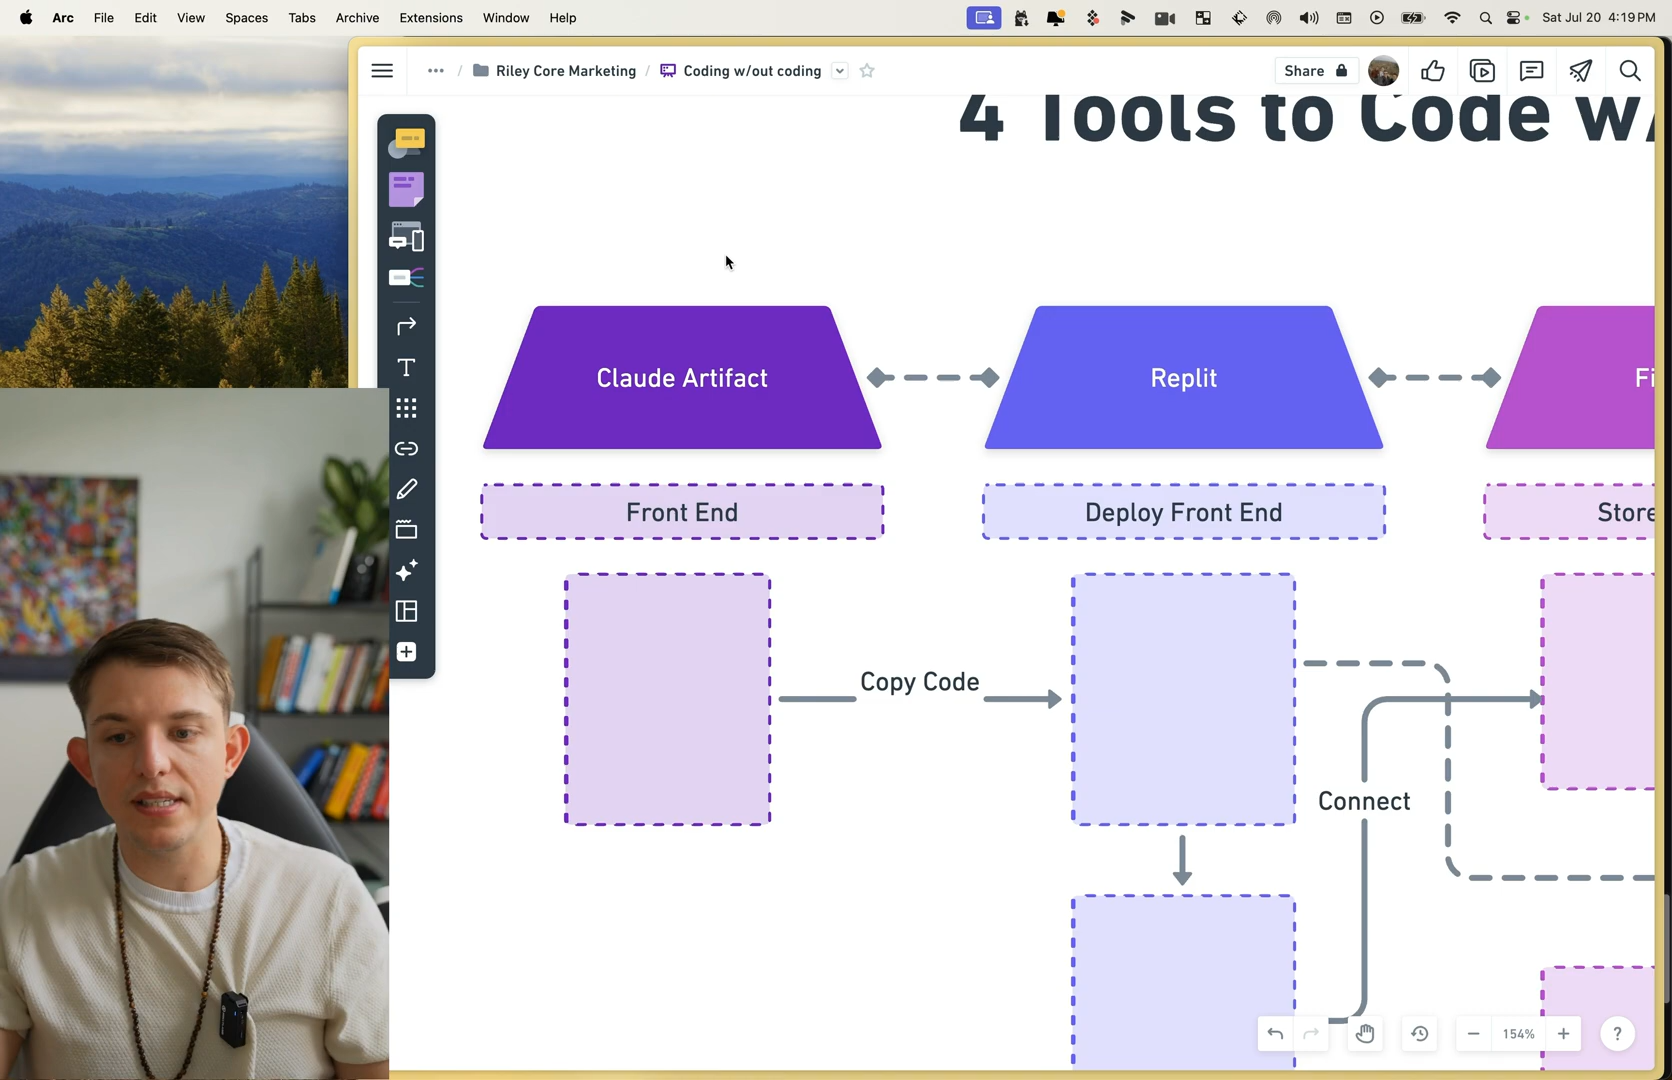 Arc File Edit View Spaces Tabs Archive Extensions Window Help
Sat Jul 20 4:19 PM
... / Riley Core Marketing / Coding w/out coding
Share
4 Tools to Code w/
Claude Artifact
Replit
Fi
Front End
Deploy Front End
Store
Copy Code
Connect
154%
?